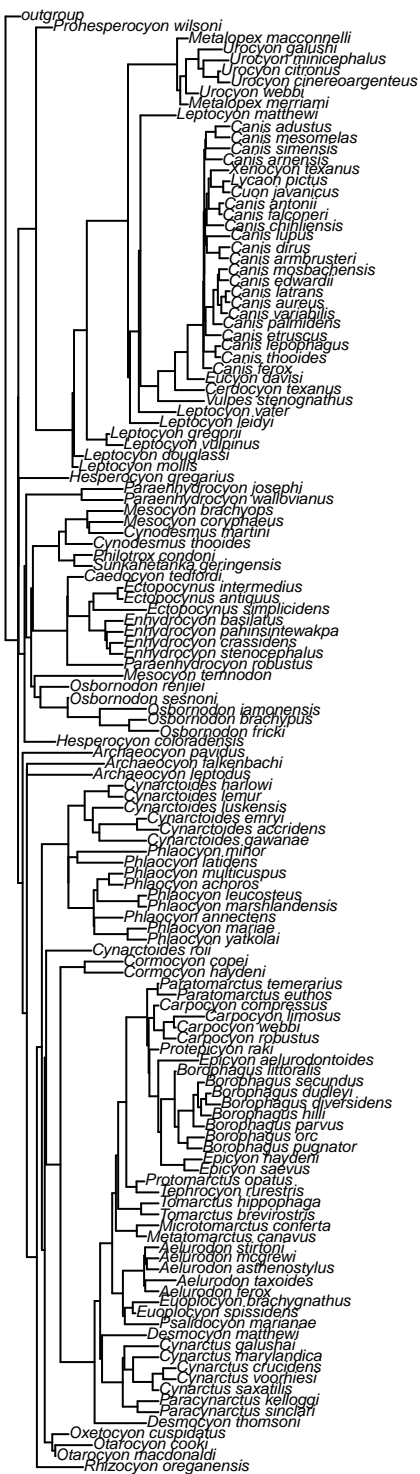 outgroup
Prohesperocyon wilsoni
Metalopex macconnelli
Urocyon galushi
Urocyon minicephalus
Urocyon citronus
Urocyon cinereoargenteus
Urocyon webbi
Metalopex merriami
Leptocyon matthewi
Canis adustus
Canis mesomelas
Canis simensis
Canis arnensis
Xenocyon texanus
Lycaon pictus
Cuon javanicus
Canis antonii
Canis falconeri
Canis chihliensis
Canis lupus
Canis dirus
Canis armbrusteri
Canis mosbachensis
Canis edwardii
Canis latrans
Canis aureus
Canis variabilis
Canis palmidens
Canis etruscus
Canis lepophagus
Canis thooides
Canis ferox
Eucyon davisi
Cerdocyon texanus
Vulpes stenognathus
Leptocyon vafer
Leptocyon leidyi
Leptocyon gregorii
Leptocyon vulpinus
Leptocyon douglassi
Leptocyon mollis
Hesperocyon gregarius
Paraenhydrocyon josephi
Paraenhydrocyon wallovianus
Mesocyon brachyops
Mesocyon coryphaeus
Cynodesmus martini
Cynodesmus thooides
Philotrox condoni
Sunkahetanka geringensis
Caedocyon tedfordi
Ectopocynus intermedius
Ectopocynus antiquus
Ectopocynus simplicidens
Enhydrocyon basilatus
Enhydrocyon pahinsintewakpa
Enhydrocyon crassidens
Enhydrocyon stenocephalus
Paraenhydrocyon robustus
Mesocyon temnodon
Osbornodon renjiei
Osbornodon sesnoni
Osbornodon iamonensis
Osbornodon brachypus
Osbornodon fricki
Hesperocyon coloradensis
Archaeocyon pavidus
Archaeocyon falkenbachi
Archaeocyon leptodus
Cynarctoides harlowi
Cynarctoides lemur
Cynarctoides luskensis
Cynarctoides emryi
Cynarctoides accridens
Cynarctoides gawanae
Phlaocyon minor
Phlaocyon latidens
Phlaocyon multicuspus
Phlaocyon achoros
Phlaocyon leucosteus
Phlaocyon marshlandensis
Phlaocyon annectens
Phlaocyon mariae
Phlaocyon yatkolai
Cynarctoides roii
Cormocyon copei
Cormocyon haydeni
Paratomarctus temerarius
Paratomarctus euthos
Carpocyon compressus
Carpocyon limosus
Carpocyon webbi
Carpocyon robustus
Protepicyon raki
Epicyon aelurodontoides
Borophagus littoralis
Borophagus secundus
Borophagus dudleyi
Borophagus diversidens
Borophagus hilli
Borophagus parvus
Borophagus orc
Borophagus pugnator
Epicyon haydeni
Epicyon saevus
Protomarctus opatus
Tephrocyon rurestris
Tomarctus hippophaga
Tomarctus brevirostris
Microtomarctus conferta
Metatomarctus canavus
Aelurodon stirtoni
Aelurodon mcgrewi
Aelurodon asthenostylus
Aelurodon taxoides
Aelurodon ferox
Euoplocyon brachygnathus
Euoplocyon spissidens
Psalidocyon marianae
Desmocyon matthewi
Cynarctus galushai
Cynarctus marylandica
Cynarctus crucidens
Cynarctus voorhiesi
Cynarctus saxatilis
Paracynarctus kelloggi
Paracynarctus sinclari
Desmocyon thomsoni
Oxetocyon cuspidatus
Otarocyon cooki
Otarocyon macdonaldi
Rhizocyon oreganensis